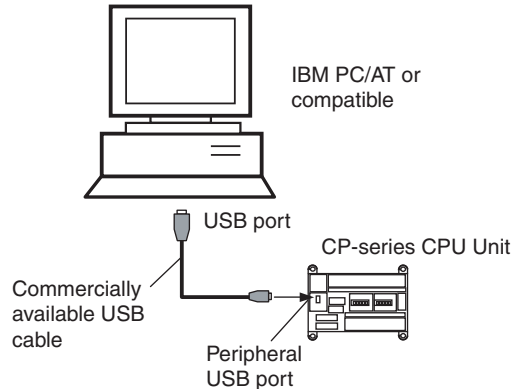 IBM PC/AT or
compatible
USB port
CP-series CPU Unit
Commercially
available USB
cable
Peripheral
USB port